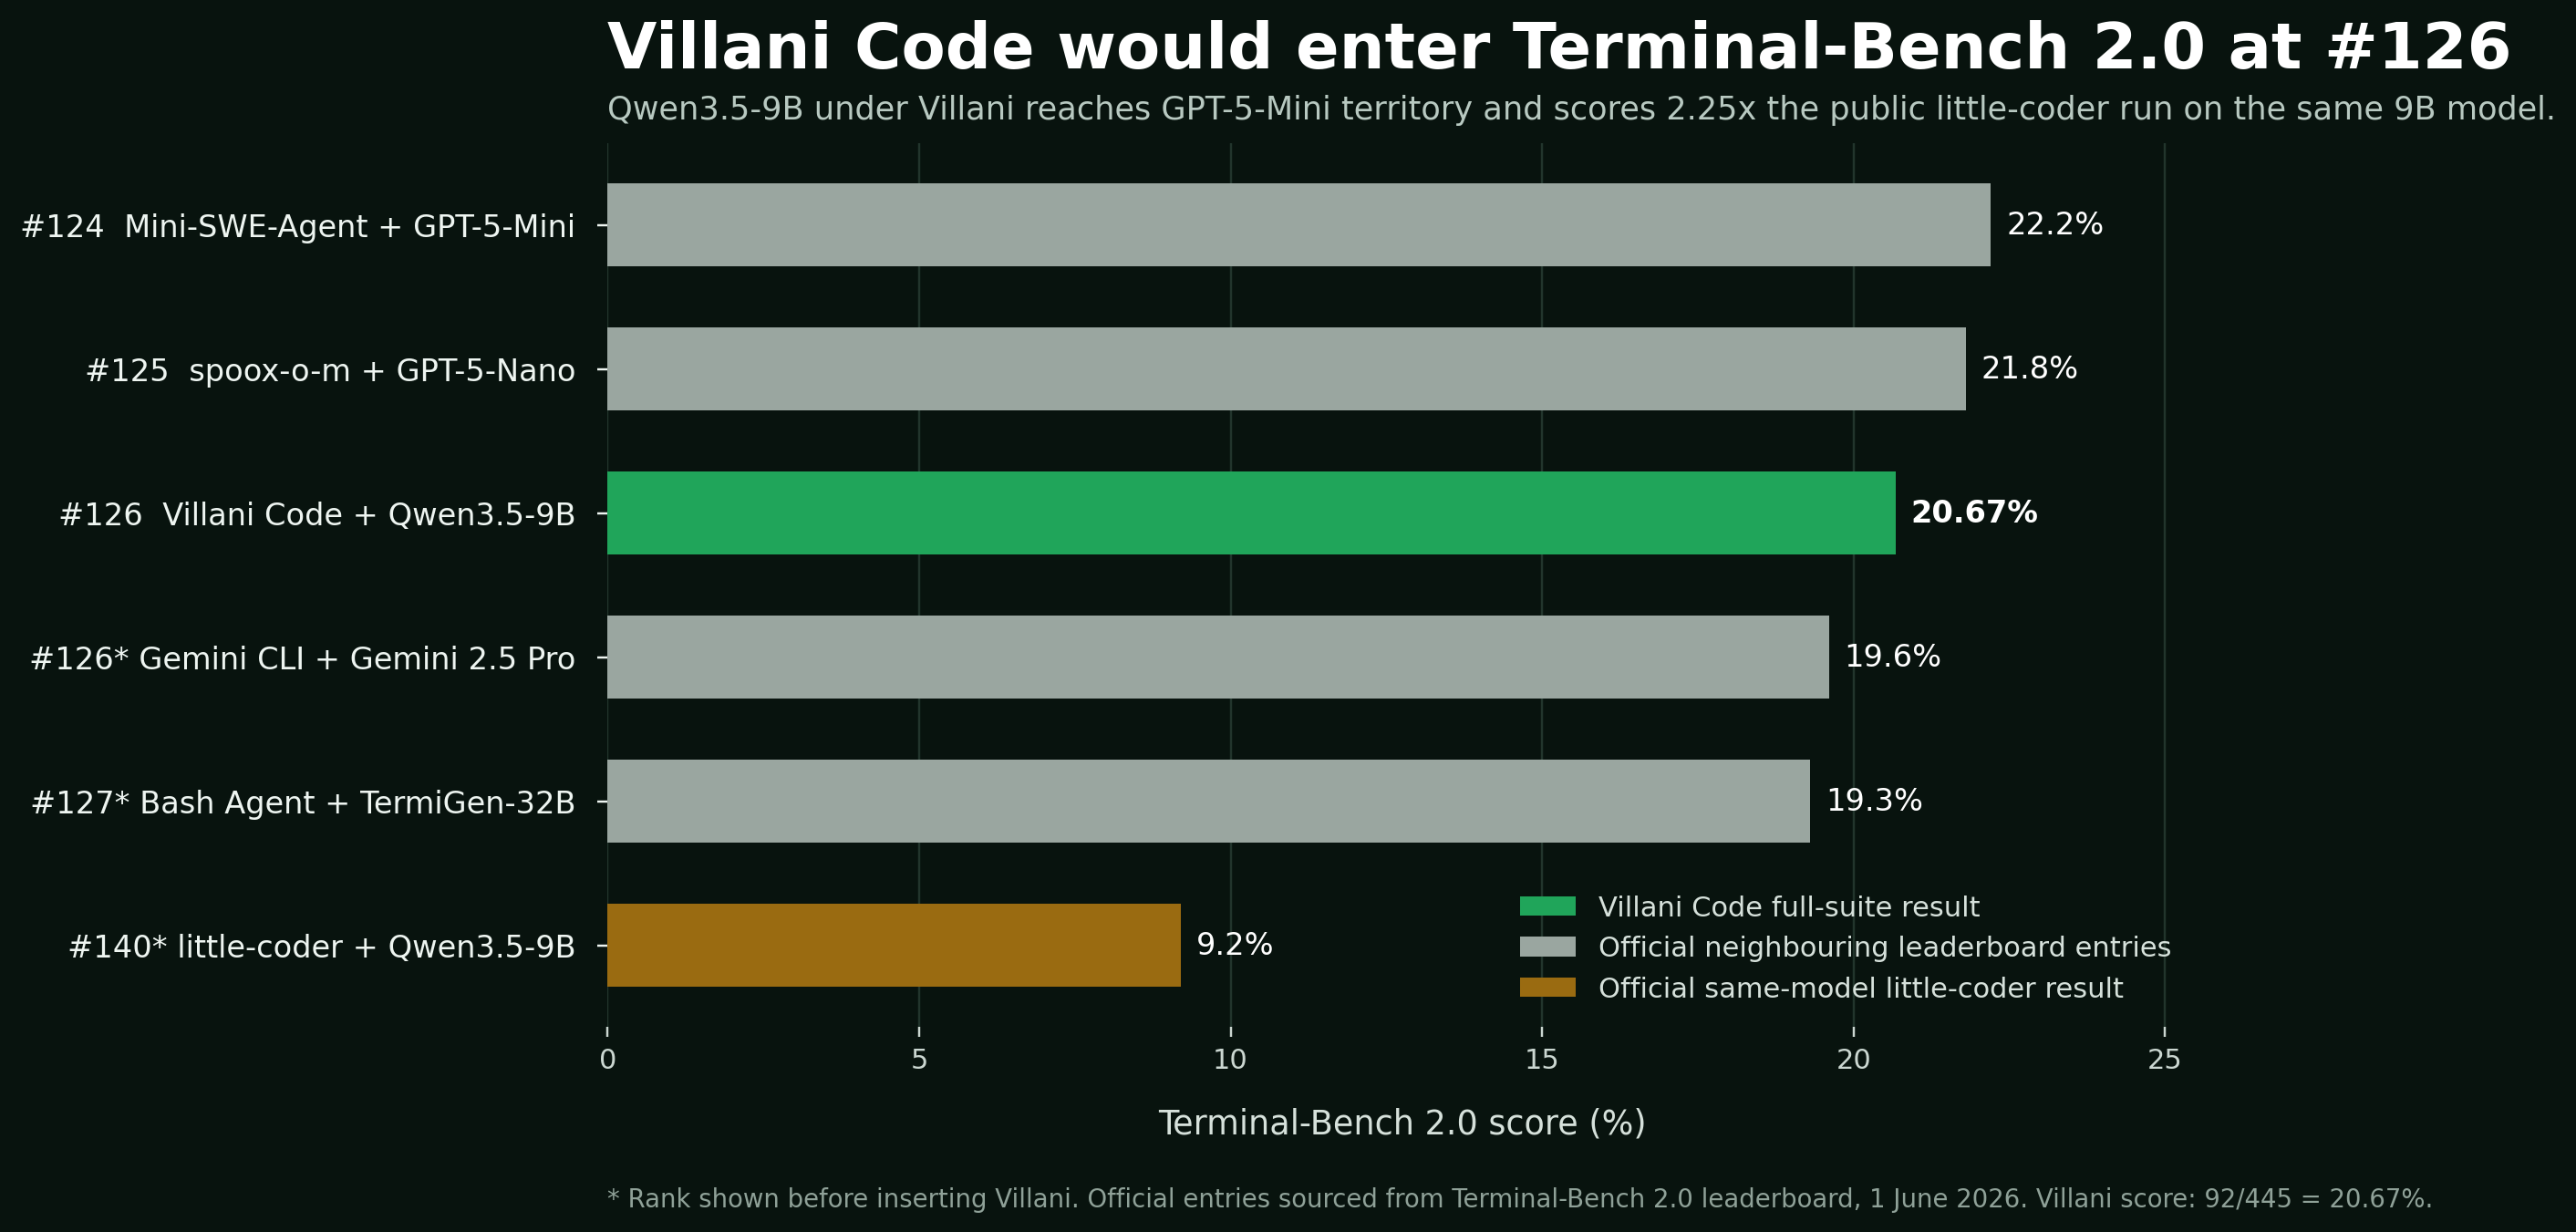 Villani Code would enter Terminal-Bench 2.0 at #126
Qwen3.5-9B under Villani reaches GPT-5-Mini territory and scores 2.25x the public little-coder run on the same 9B model.
#124  Mini-SWE-Agent + GPT-5-Mini
22.2%
#125  spoox-o-m + GPT-5-Nano
21.8%
#126  Villani Code + Qwen3.5-9B
20.67%
#126* Gemini CLI + Gemini 2.5 Pro
19.6%
#127* Bash Agent + TermiGen-32B
19.3%
#140* little-coder + Qwen3.5-9B
9.2%
Villani Code full-suite result
Official neighbouring leaderboard entries
Official same-model little-coder result
0 5 10 15 20 25
Terminal-Bench 2.0 score (%)
* Rank shown before inserting Villani. Official entries sourced from Terminal-Bench 2.0 leaderboard, 1 June 2026. Villani score: 92/445 = 20.67%.